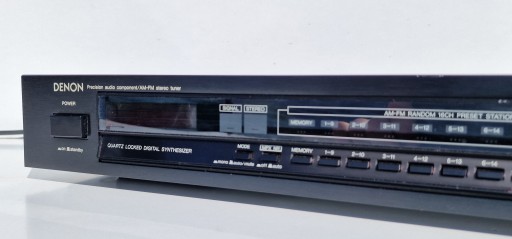 DENON Precision audio component/AM-FM stereo tuner
POWER
SIGNAL STEREO
AM-FM RANDOM 16CH PRESET STATION
MEMORY 1-9 2-10 3-11 4-12 5-13 6-14
QUARTZ LOCKED DIGITAL SYNTHESIZER
MODE
MEMORY 1-9 2-10 3-11 4-12 5-13 6-14